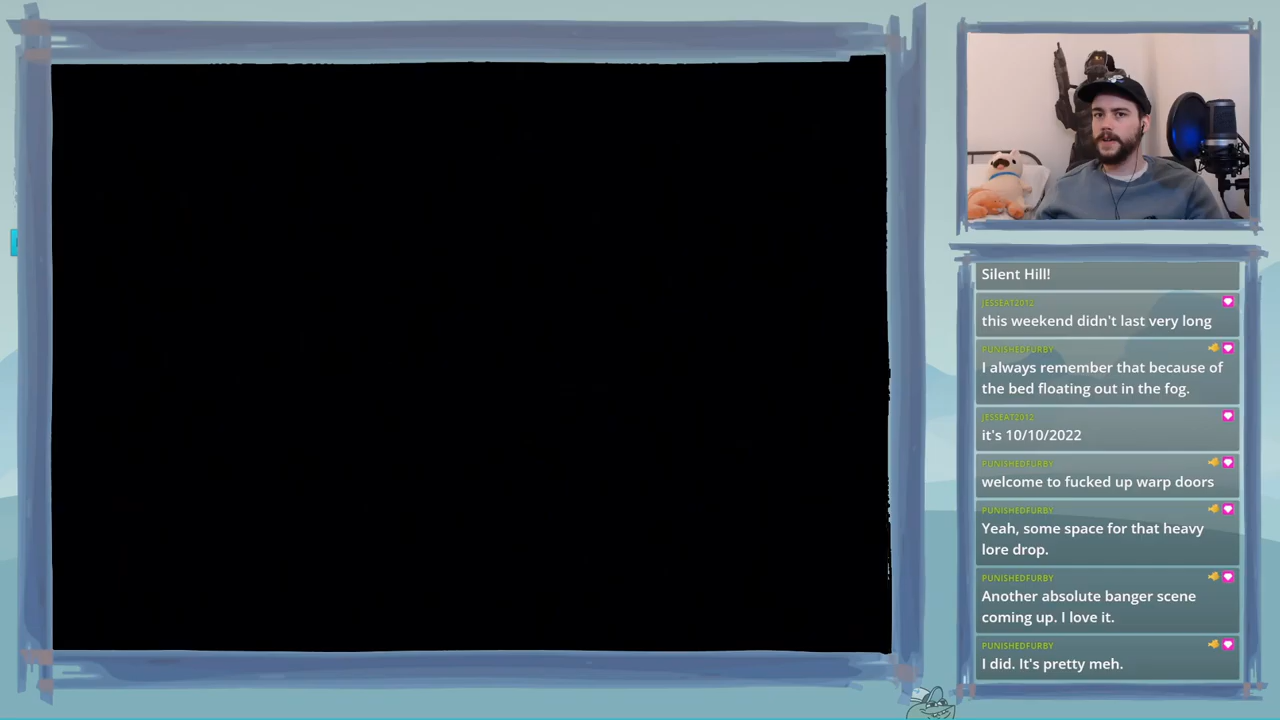 Silent Hill!
JESSEAT2012
this weekend didn't last very long
PUNISHEDFURBY
I always remember that because of
the bed floating out in the fog.
JESSEAT2012
it's 10/10/2022
PUNISHEDFURBY
welcome to fucked up warp doors
PUNISHEDFURBY
Yeah, some space for that heavy
lore drop.
PUNISHEDFURBY
Another absolute banger scene
coming up. I love it.
PUNISHEDFURBY
I did. It's pretty meh.